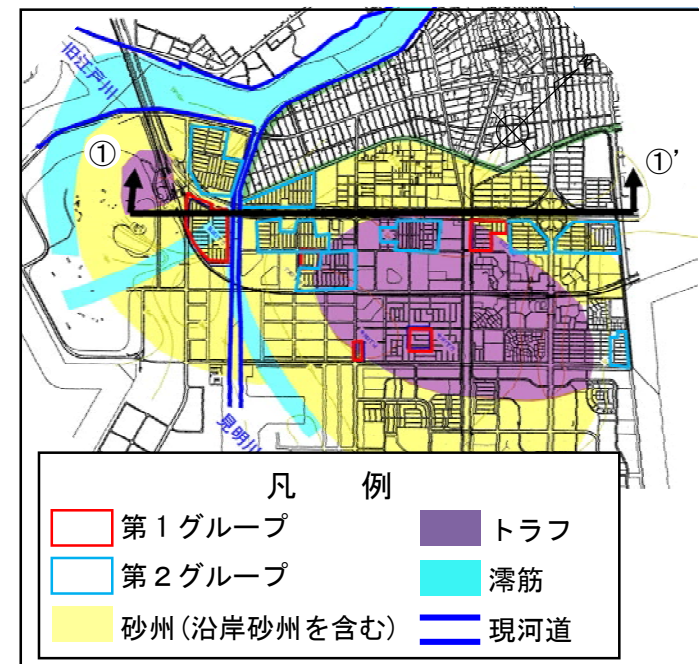 旧江戸川
①
①’
見明川
凡　例
第１グループ
第２グループ
砂州(沿岸砂州を含む)
トラフ
澪筋
現河道